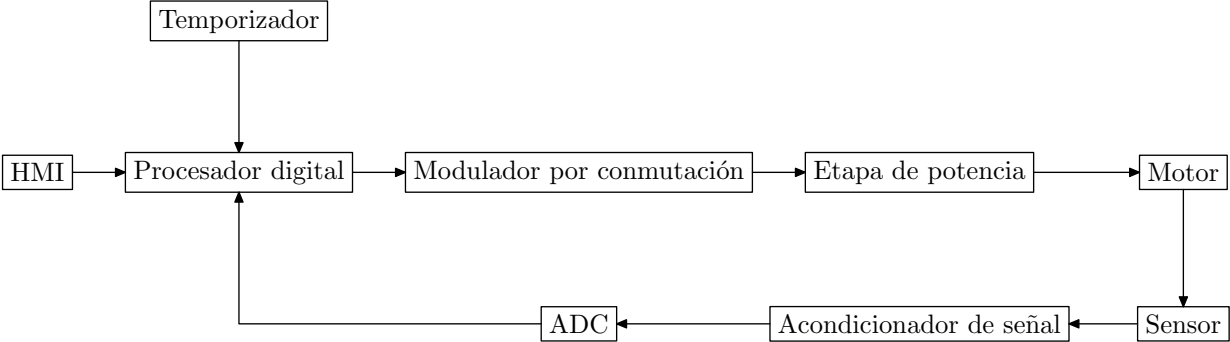 Temporizador
HMI
Procesador digital
Modulador por conmutación
Etapa de potencia
Motor
ADC
Acondicionador de señal
Sensor